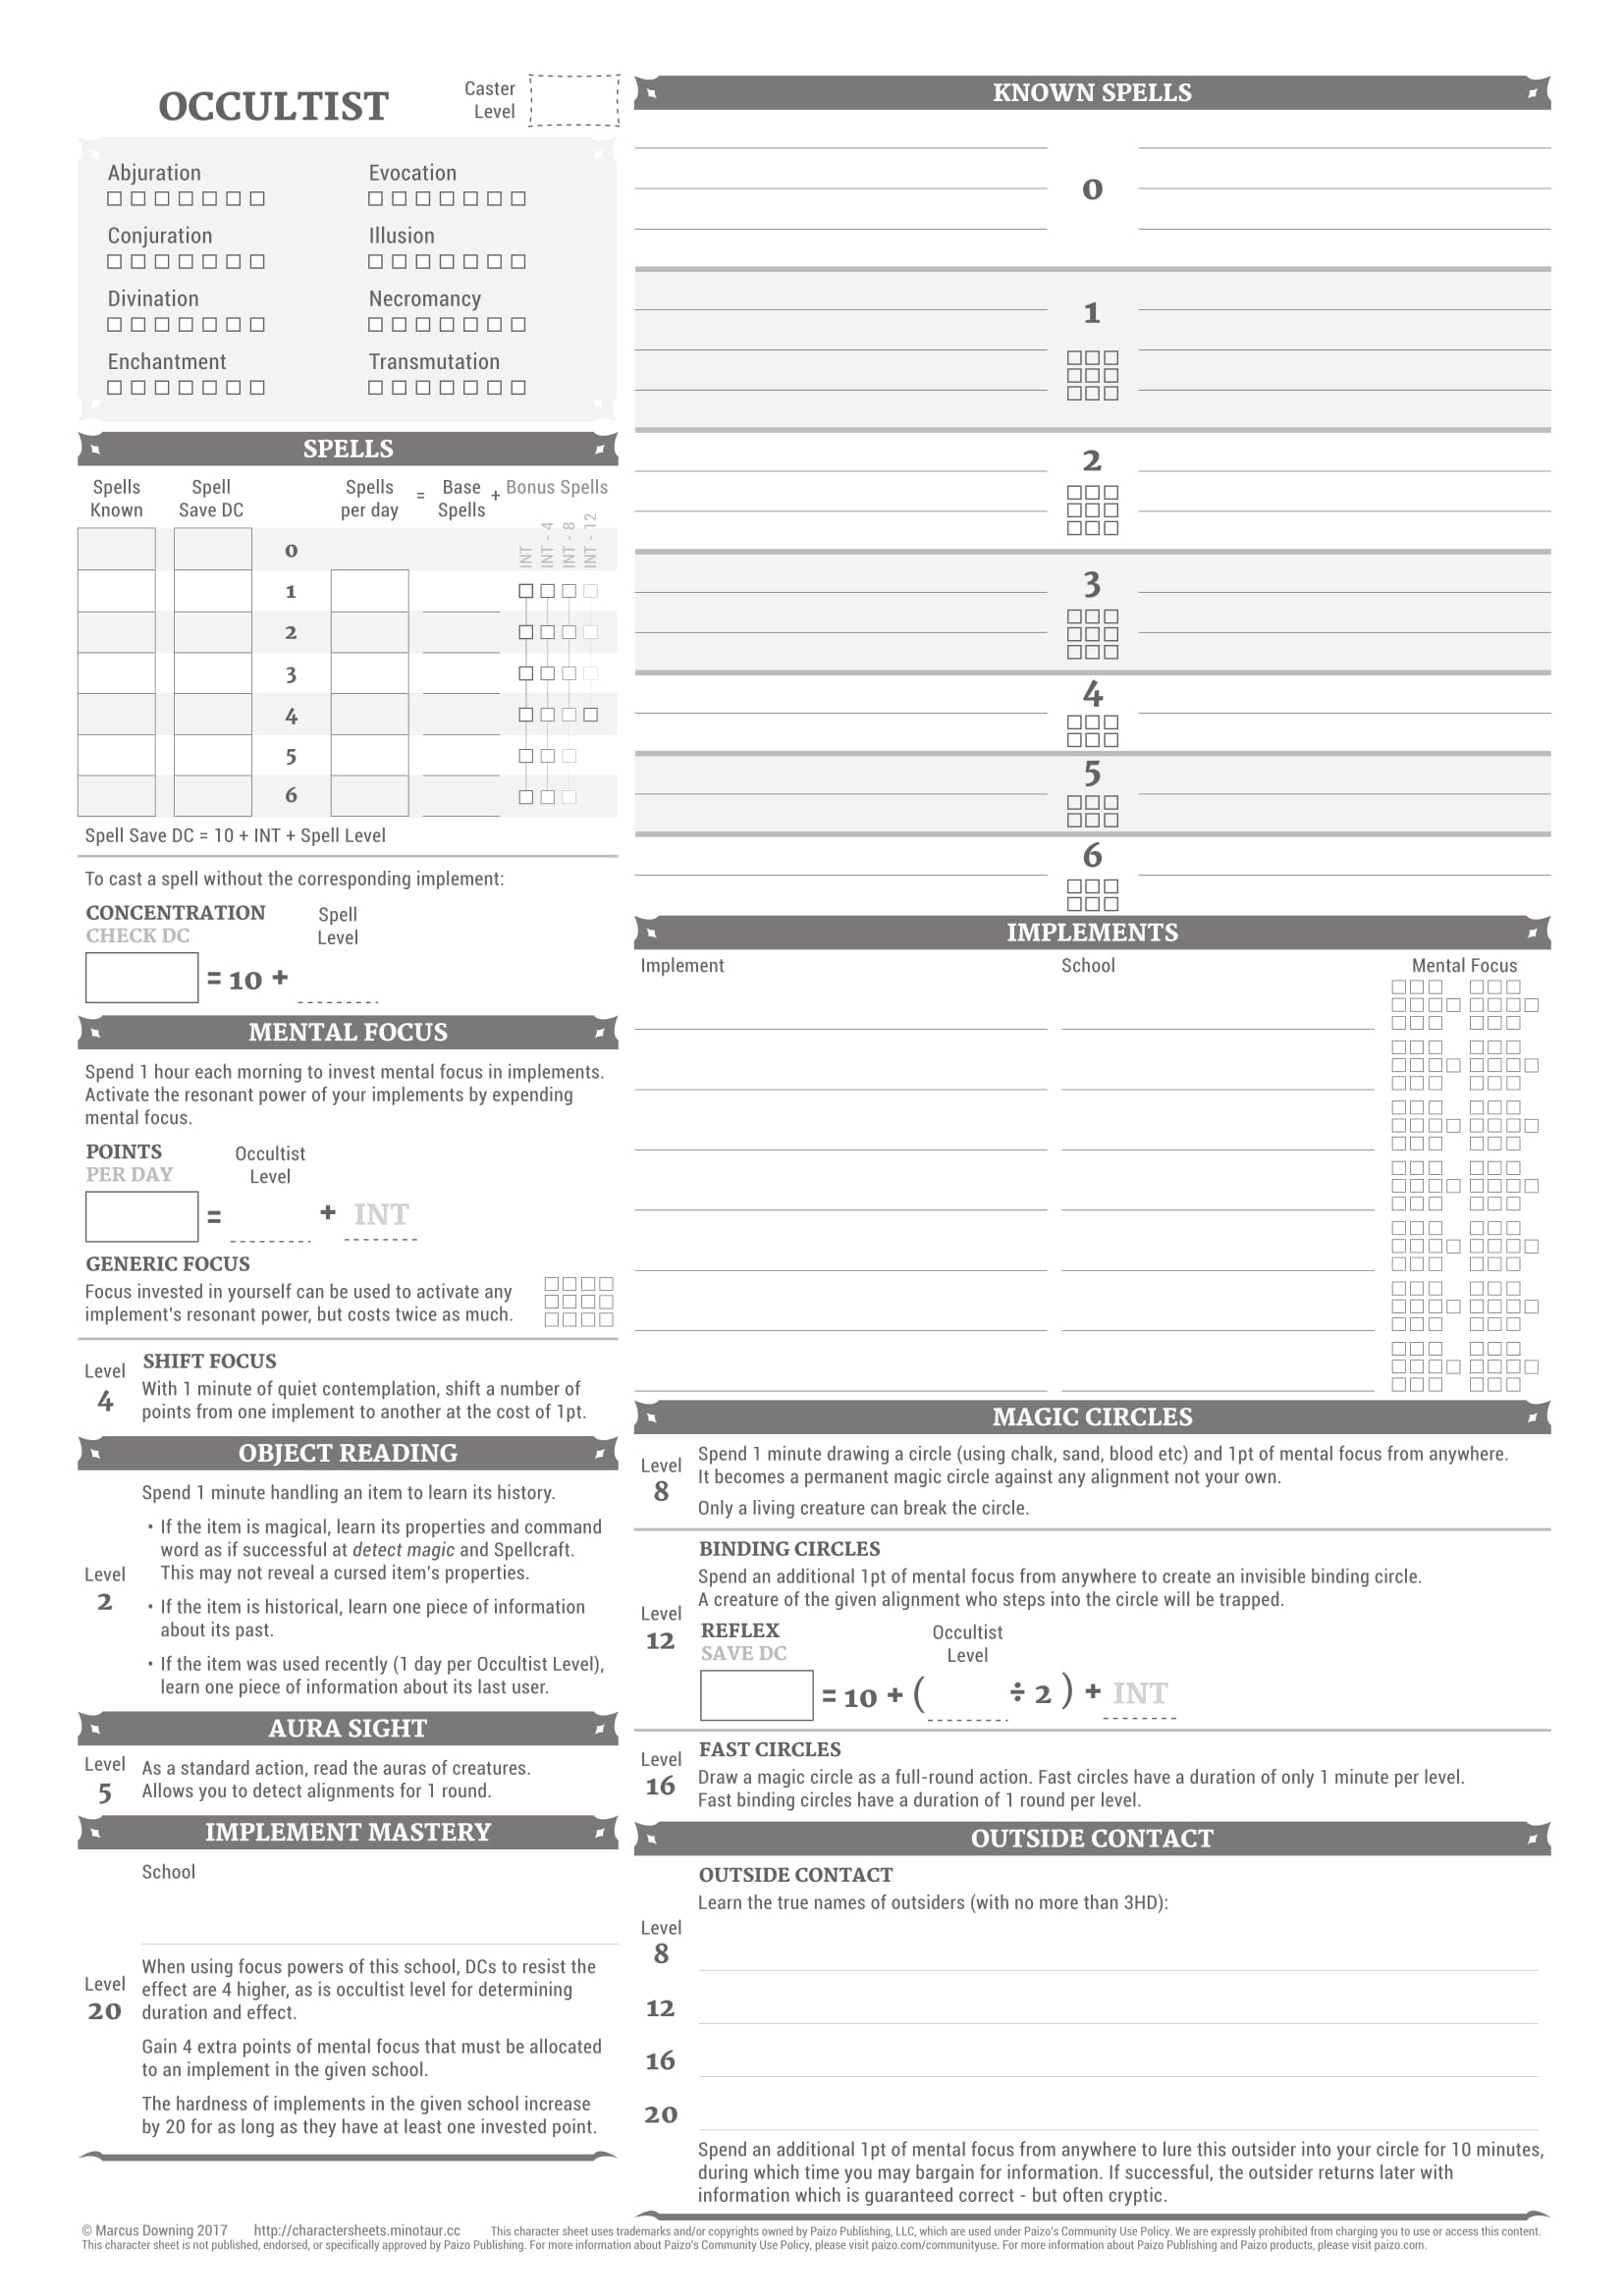 OCCULTIST
Caster
Level
Abjuration
Evocation
Conjuration
Illusion
Divination
Necromancy
Enchantment
Transmutation
SPELLS
Spells
Known
Spell
Save DC
Spells
per day
=
Base
Spells
+
Bonus Spells
INT
INT - 4
INT - 8
INT - 12
0
1
2
3
4
5
6
Spell Save DC = 10 + INT + Spell Level
To cast a spell without the corresponding implement:
CONCENTRATION
CHECK DC
Spell
Level
= 10 +
MENTAL FOCUS
Spend 1 hour each morning to invest mental focus in implements.
Activate the resonant power of your implements by expending
mental focus.
POINTS
PER DAY
Occultist
Level
= + INT
GENERIC FOCUS
Focus invested in yourself can be used to activate any
implement's resonant power, but costs twice as much.
Level
4
SHIFT FOCUS
With 1 minute of quiet contemplation, shift a number of
points from one implement to another at the cost of 1pt.
OBJECT READING
Level
2
Spend 1 minute handling an item to learn its history.
• If the item is magical, learn its properties and command
word as if successful at detect magic and Spellcraft.
This may not reveal a cursed item's properties.
• If the item is historical, learn one piece of information
about its past.
• If the item was used recently (1 day per Occultist Level),
learn one piece of information about its last user.
AURA SIGHT
Level
5
As a standard action, read the auras of creatures.
Allows you to detect alignments for 1 round.
IMPLEMENT MASTERY
School
Level
20
When using focus powers of this school, DCs to resist the
effect are 4 higher, as is occultist level for determining
duration and effect.
Gain 4 extra points of mental focus that must be allocated
to an implement in the given school.
The hardness of implements in the given school increase
by 20 for as long as they have at least one invested point.
KNOWN SPELLS
0
1
2
3
4
5
6
IMPLEMENTS
Implement
School
Mental Focus
MAGIC CIRCLES
Level
8
Spend 1 minute drawing a circle (using chalk, sand, blood etc) and 1pt of mental focus from anywhere.
It becomes a permanent magic circle against any alignment not your own.
Only a living creature can break the circle.
Level
12
BINDING CIRCLES
Spend an additional 1pt of mental focus from anywhere to create an invisible binding circle.
A creature of the given alignment who steps into the circle will be trapped.
REFLEX
SAVE DC
Occultist
Level
= 10 + ( ÷ 2 ) + INT
Level
16
FAST CIRCLES
Draw a magic circle as a full-round action. Fast circles have a duration of only 1 minute per level.
Fast binding circles have a duration of 1 round per level.
OUTSIDE CONTACT
OUTSIDE CONTACT
Learn the true names of outsiders (with no more than 3HD):
Level
8
12
16
20
Spend an additional 1pt of mental focus from anywhere to lure this outsider into your circle for 10 minutes,
during which time you may bargain for information. If successful, the outsider returns later with
information which is guaranteed correct - but often cryptic.
© Marcus Downing 2017 http://charactersheets.minotaur.cc This character sheet uses trademarks and/or copyrights owned by Paizo Publishing, LLC, which are used under Paizo's Community Use Policy. We are expressly prohibited from charging you to use or access this content.
This character sheet is not published, endorsed, or specifically approved by Paizo Publishing. For more information about Paizo's Community Use Policy, please visit paizo.com/communityuse. For more information about Paizo Publishing and Paizo products, please visit paizo.com.